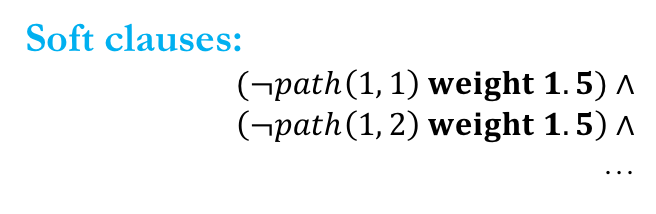 Soft clauses:
(¬path(1, 1) weight 1.5) ∧
(¬path(1, 2) weight 1.5) ∧
...